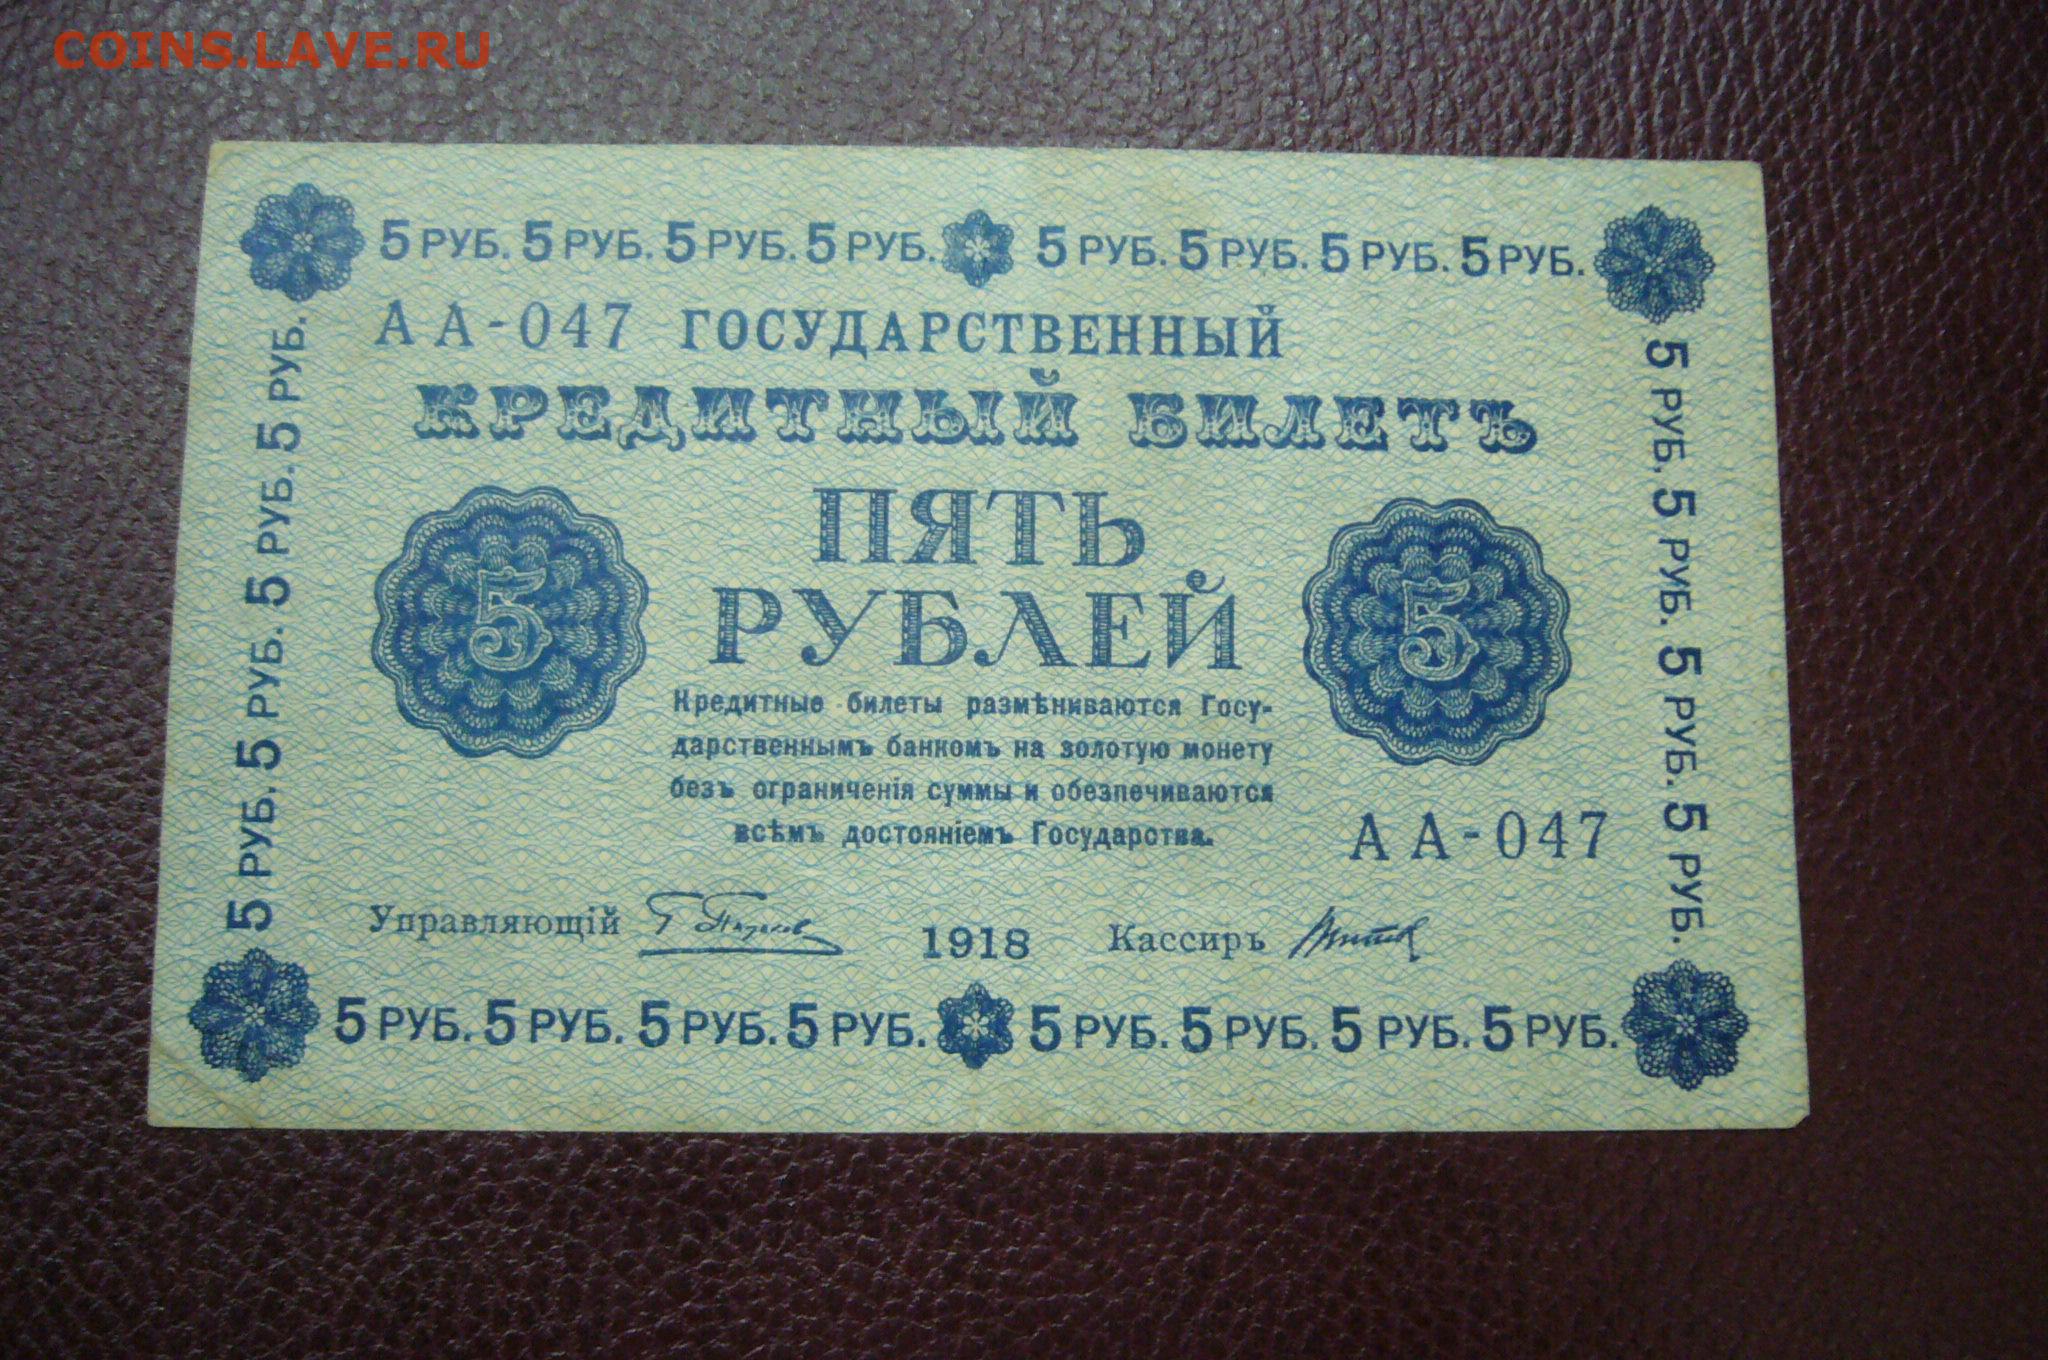 COINS.LAVE.RU
5 РУБ. 5 РУБ. 5 РУБ. 5 РУБ. 5 РУБ. 5 РУБ. 5 РУБ. 5 РУБ.
АА-047 ГОСУДАРСТВЕННЫЙ
КРЕДИТНЫЙ БИЛЕТЪ
ПЯТЬ
РУБЛЕЙ
5
5
Кредитные билеты размѣниваются Госу-
дарственнымъ банкомъ на золотую монету
безъ ограниченія суммы и обезпечиваются
всѣмъ достояніемъ Государства.
АА-047
Управляющій
1918 Кассиръ
5 РУБ. 5 РУБ. 5 РУБ. 5 РУБ. 5 РУБ. 5 РУБ. 5 РУБ. 5 РУБ.
5 РУБ. 5 РУБ. 5 РУБ. 5 РУБ.
5 РУБ. 5 РУБ. 5 РУБ. 5 РУБ.